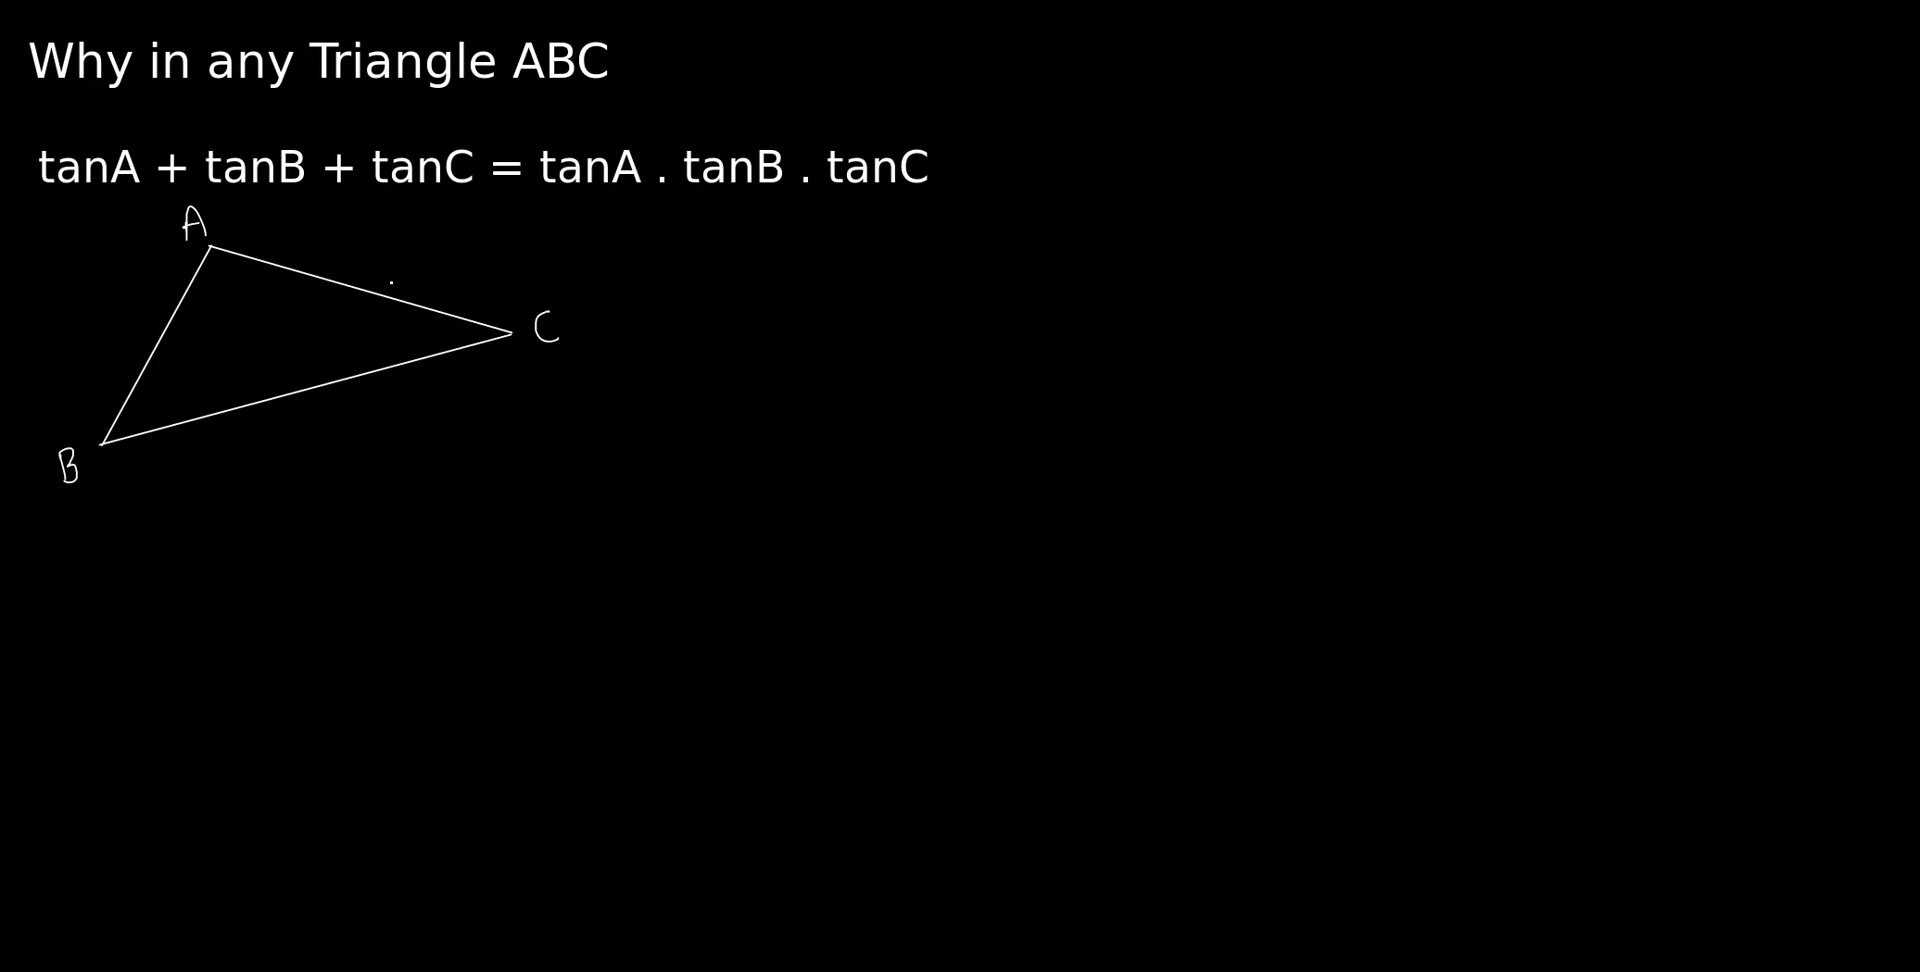 Why in any Triangle ABC
tanA + tanB + tanC = tanA . tanB . tanC
A
C
B